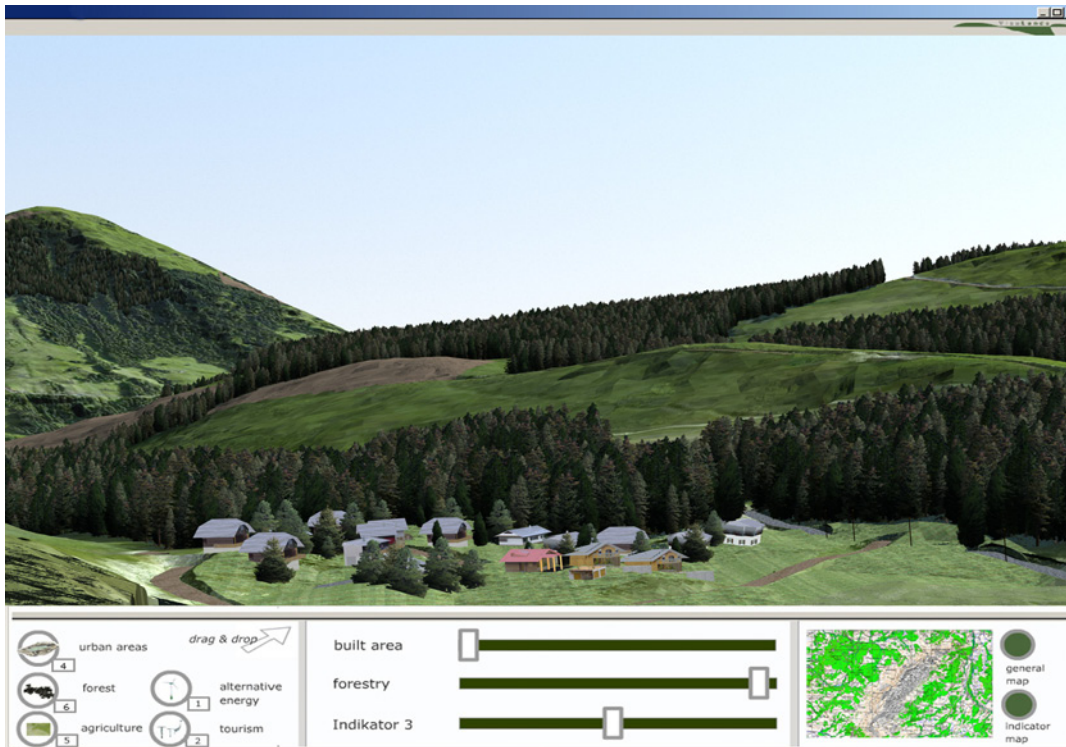 VisuLands
drag & drop
urban areas
4
forest
6
agriculture
5
alternative
energy
1
tourism
2
built area
forestry
Indikator 3
general
map
indicator
map